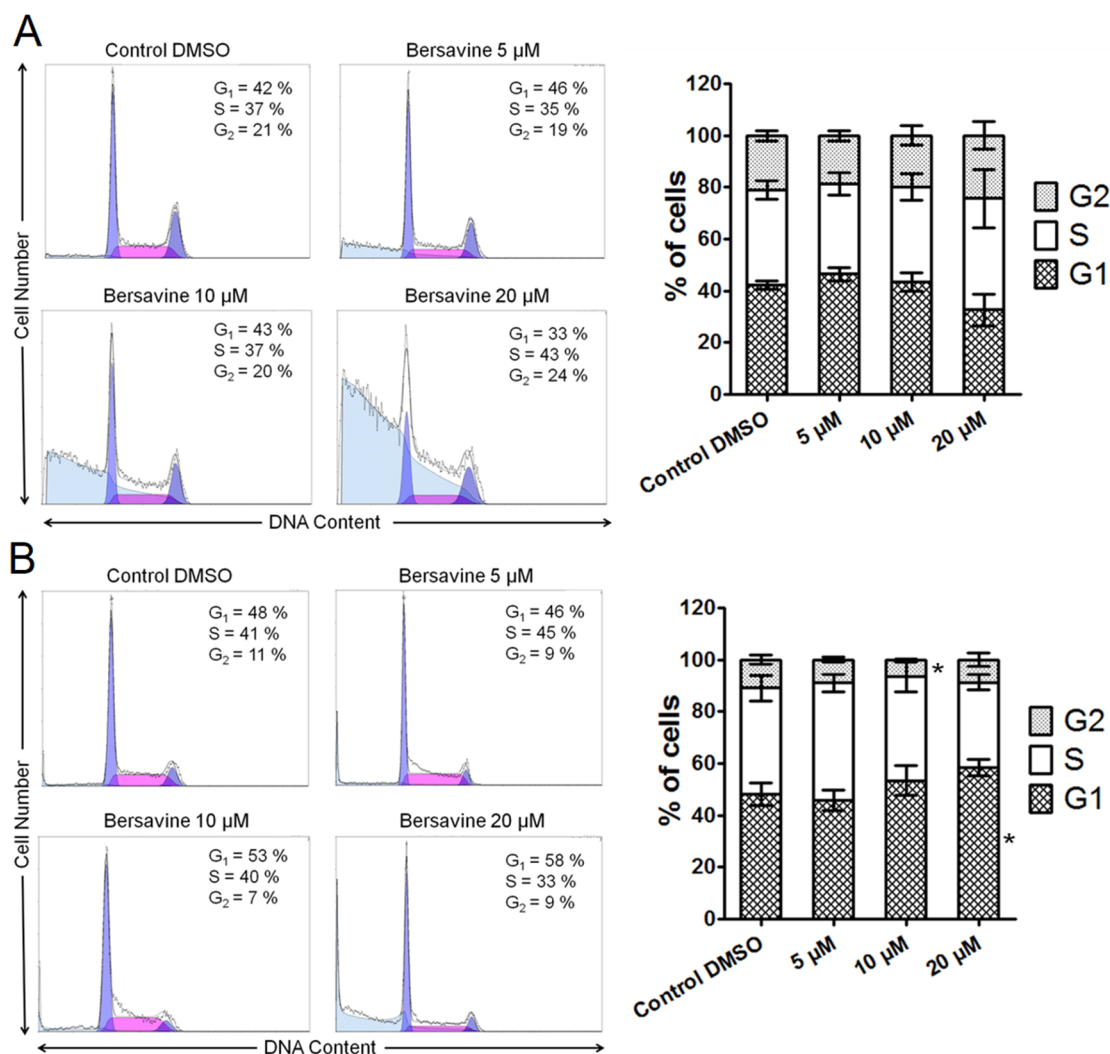 A
Control DMSO
G1 = 42 %
S = 37 %
G2 = 21 %
Bersavine 5 µM
G1 = 46 %
S = 35 %
G2 = 19 %
Bersavine 10 µM
G1 = 43 %
S = 37 %
G2 = 20 %
Bersavine 20 µM
G1 = 33 %
S = 43 %
G2 = 24 %
Cell Number
DNA Content
% of cells
120
100
80
60
40
20
0
Control DMSO
5 µM
10 µM
20 µM
G2
S
G1
B
Control DMSO
G1 = 48 %
S = 41 %
G2 = 11 %
Bersavine 5 µM
G1 = 46 %
S = 45 %
G2 = 9 %
Bersavine 10 µM
G1 = 53 %
S = 40 %
G2 = 7 %
Bersavine 20 µM
G1 = 58 %
S = 33 %
G2 = 9 %
Cell Number
DNA Content
% of cells
120
100
80
60
40
20
0
*
*
Control DMSO
5 µM
10 µM
20 µM
G2
S
G1